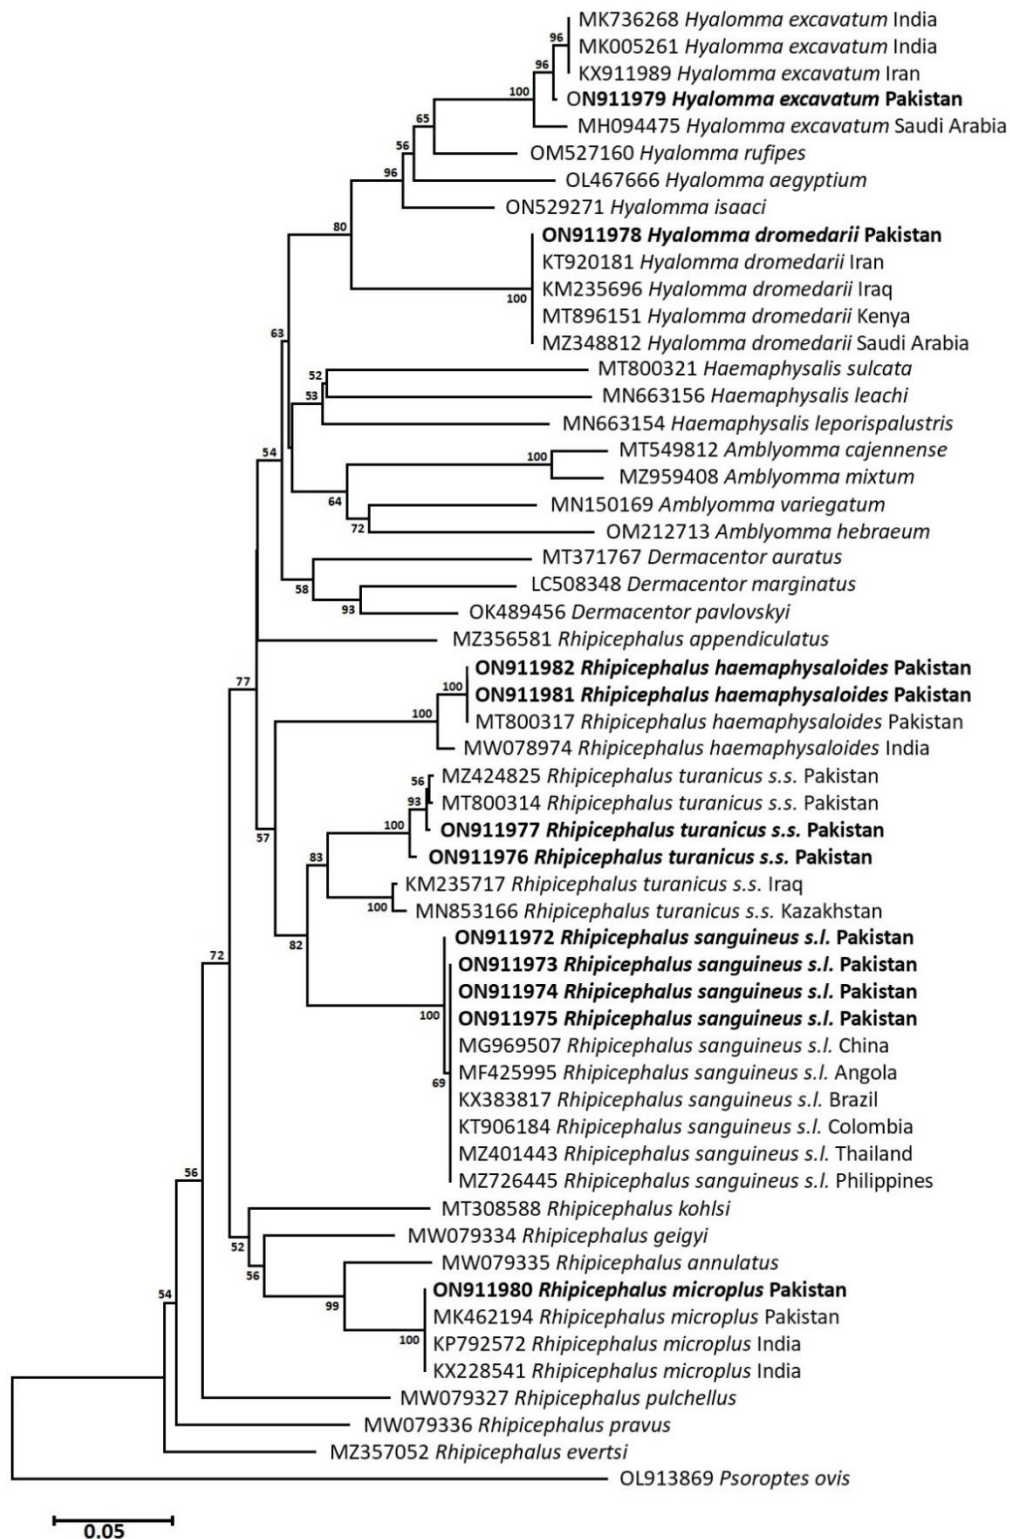 MK736268 Hyalomma excavatum India
96
MK005261 Hyalomma excavatum India
96
KX911989 Hyalomma excavatum Iran
100
ON911979 Hyalomma excavatum Pakistan
65
MH094475 Hyalomma excavatum Saudi Arabia
56
OM527160 Hyalomma rufipes
96
OL467666 Hyalomma aegyptium
ON529271 Hyalomma isaaci
80
ON911978 Hyalomma dromedarii Pakistan
KT920181 Hyalomma dromedarii Iran
KM235696 Hyalomma dromedarii Iraq
100
MT896151 Hyalomma dromedarii Kenya
63
MZ348812 Hyalomma dromedarii Saudi Arabia
MT800321 Haemaphysalis sulcata
52
53
MN663156 Haemaphysalis leachi
MN663154 Haemaphysalis leporispalustris
MT549812 Amblyomma cajennense
54
100
MZ959408 Amblyomma mixtum
64
MN150169 Amblyomma variegatum
72
OM212713 Amblyomma hebraeum
MT371767 Dermacentor auratus
58
LC508348 Dermacentor marginatus
93
OK489456 Dermacentor pavlovskyi
MZ356581 Rhipicephalus appendiculatus
ON911982 Rhipicephalus haemaphysaloides Pakistan
77
100
ON911981 Rhipicephalus haemaphysaloides Pakistan
100
MT800317 Rhipicephalus haemaphysaloides Pakistan
MW078974 Rhipicephalus haemaphysaloides India
56
MZ424825 Rhipicephalus turanicus s.s. Pakistan
93
MT800314 Rhipicephalus turanicus s.s. Pakistan
100
ON911977 Rhipicephalus turanicus s.s. Pakistan
57
83
ON911976 Rhipicephalus turanicus s.s. Pakistan
KM235717 Rhipicephalus turanicus s.s. Iraq
100
MN853166 Rhipicephalus turanicus s.s. Kazakhstan
82
ON911972 Rhipicephalus sanguineus s.l. Pakistan
72
ON911973 Rhipicephalus sanguineus s.l. Pakistan
ON911974 Rhipicephalus sanguineus s.l. Pakistan
100
ON911975 Rhipicephalus sanguineus s.l. Pakistan
MG969507 Rhipicephalus sanguineus s.l. China
69
MF425995 Rhipicephalus sanguineus s.l. Angola
KX383817 Rhipicephalus sanguineus s.l. Brazil
KT906184 Rhipicephalus sanguineus s.l. Colombia
MZ401443 Rhipicephalus sanguineus s.l. Thailand
56
MZ726445 Rhipicephalus sanguineus s.l. Philippines
MT308588 Rhipicephalus kohlsi
52
MW079334 Rhipicephalus geigyi
56
MW079335 Rhipicephalus annulatus
54
99
ON911980 Rhipicephalus microplus Pakistan
MK462194 Rhipicephalus microplus Pakistan
100
KP792572 Rhipicephalus microplus India
KX228541 Rhipicephalus microplus India
MW079327 Rhipicephalus pulchellus
MW079336 Rhipicephalus pravus
MZ357052 Rhipicephalus evertsi
OL913869 Psoroptes ovis
0.05